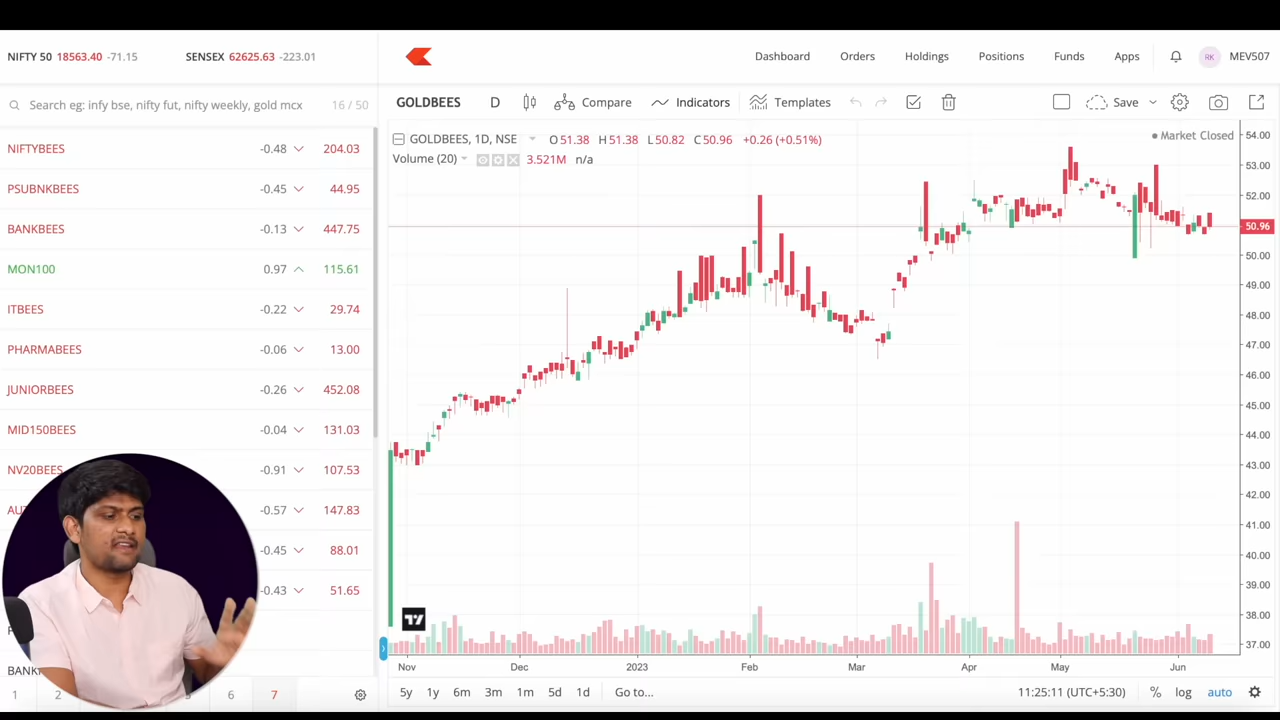 NIFTY 50 18563.40 -71.15 SENSEX 62625.63 -223.01
Dashboard Orders Holdings Positions Funds Apps RK MEV507
Search eg: infy bse, nifty fut, nifty weekly, gold mcx 16 / 50
GOLDBEES D Compare Indicators Templates Save
NIFTYBEES -0.48 204.03
PSUBNKBEES -0.45 44.95
BANKBEES -0.13 447.75
MON100 0.97 115.61
ITBEES -0.22 29.74
PHARMABEES -0.06 13.00
JUNIORBEES -0.26 452.08
MID150BEES -0.04 131.03
NV20BEES -0.91 107.53
-0.57 147.83
-0.45 88.01
-0.43 51.65
1 2 6 7
GOLDBEES, 1D, NSE O51.38 H51.38 L50.82 C50.96 +0.26 (+0.51%)
Market Closed
Volume (20) 3.521M n/a
54.00
53.00
52.00
50.96
50.00
49.00
48.00
47.00
46.00
45.00
44.00
43.00
42.00
41.00
40.00
39.00
38.00
37.00
Nov Dec 2023 Feb Mar Apr May Jun
5y 1y 6m 3m 1m 5d 1d Go to... 11:25:11 (UTC+5:30) % log auto